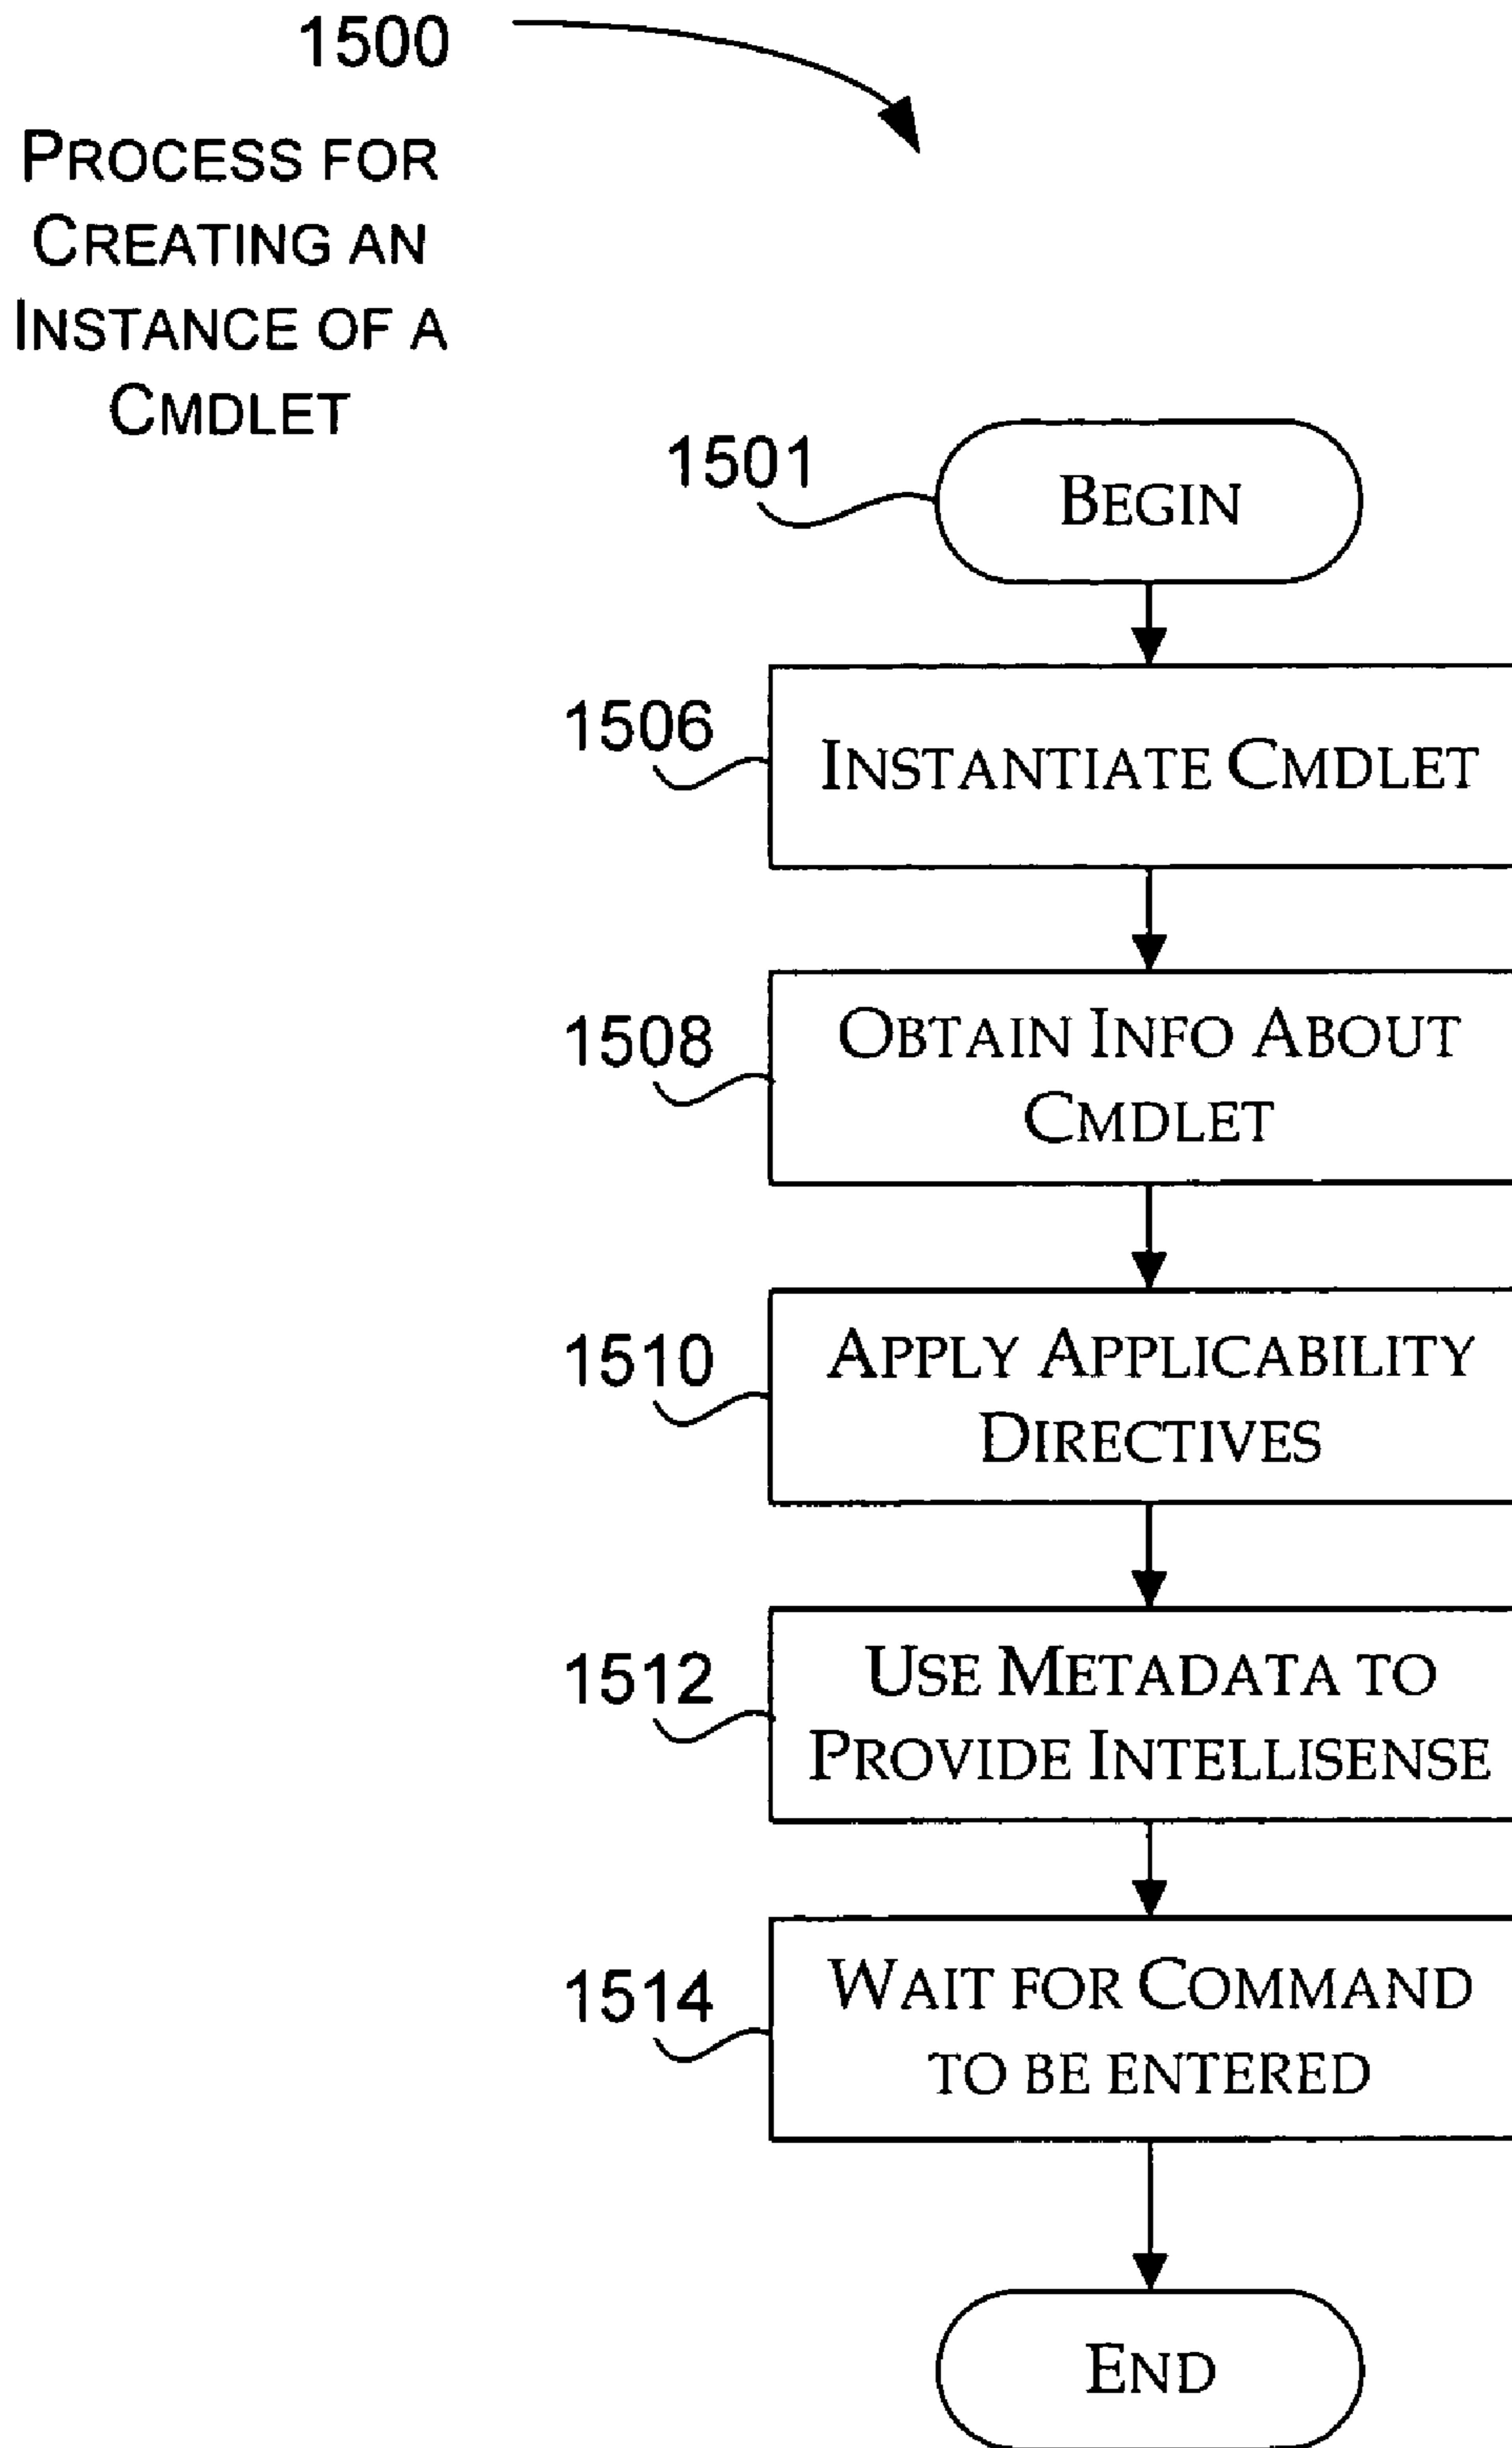 1500
PROCESS FOR
CREATING AN
INSTANCE OF A
CMDLET
1501
BEGIN
1506
INSTANTIATE CMDLET
1508
OBTAIN INFO ABOUT
CMDLET
1510
APPLY APPLICABILITY
DIRECTIVES
1512
USE METADATA TO
PROVIDE INTELLISENSE
1514
WAIT FOR COMMAND
TO BE ENTERED
END